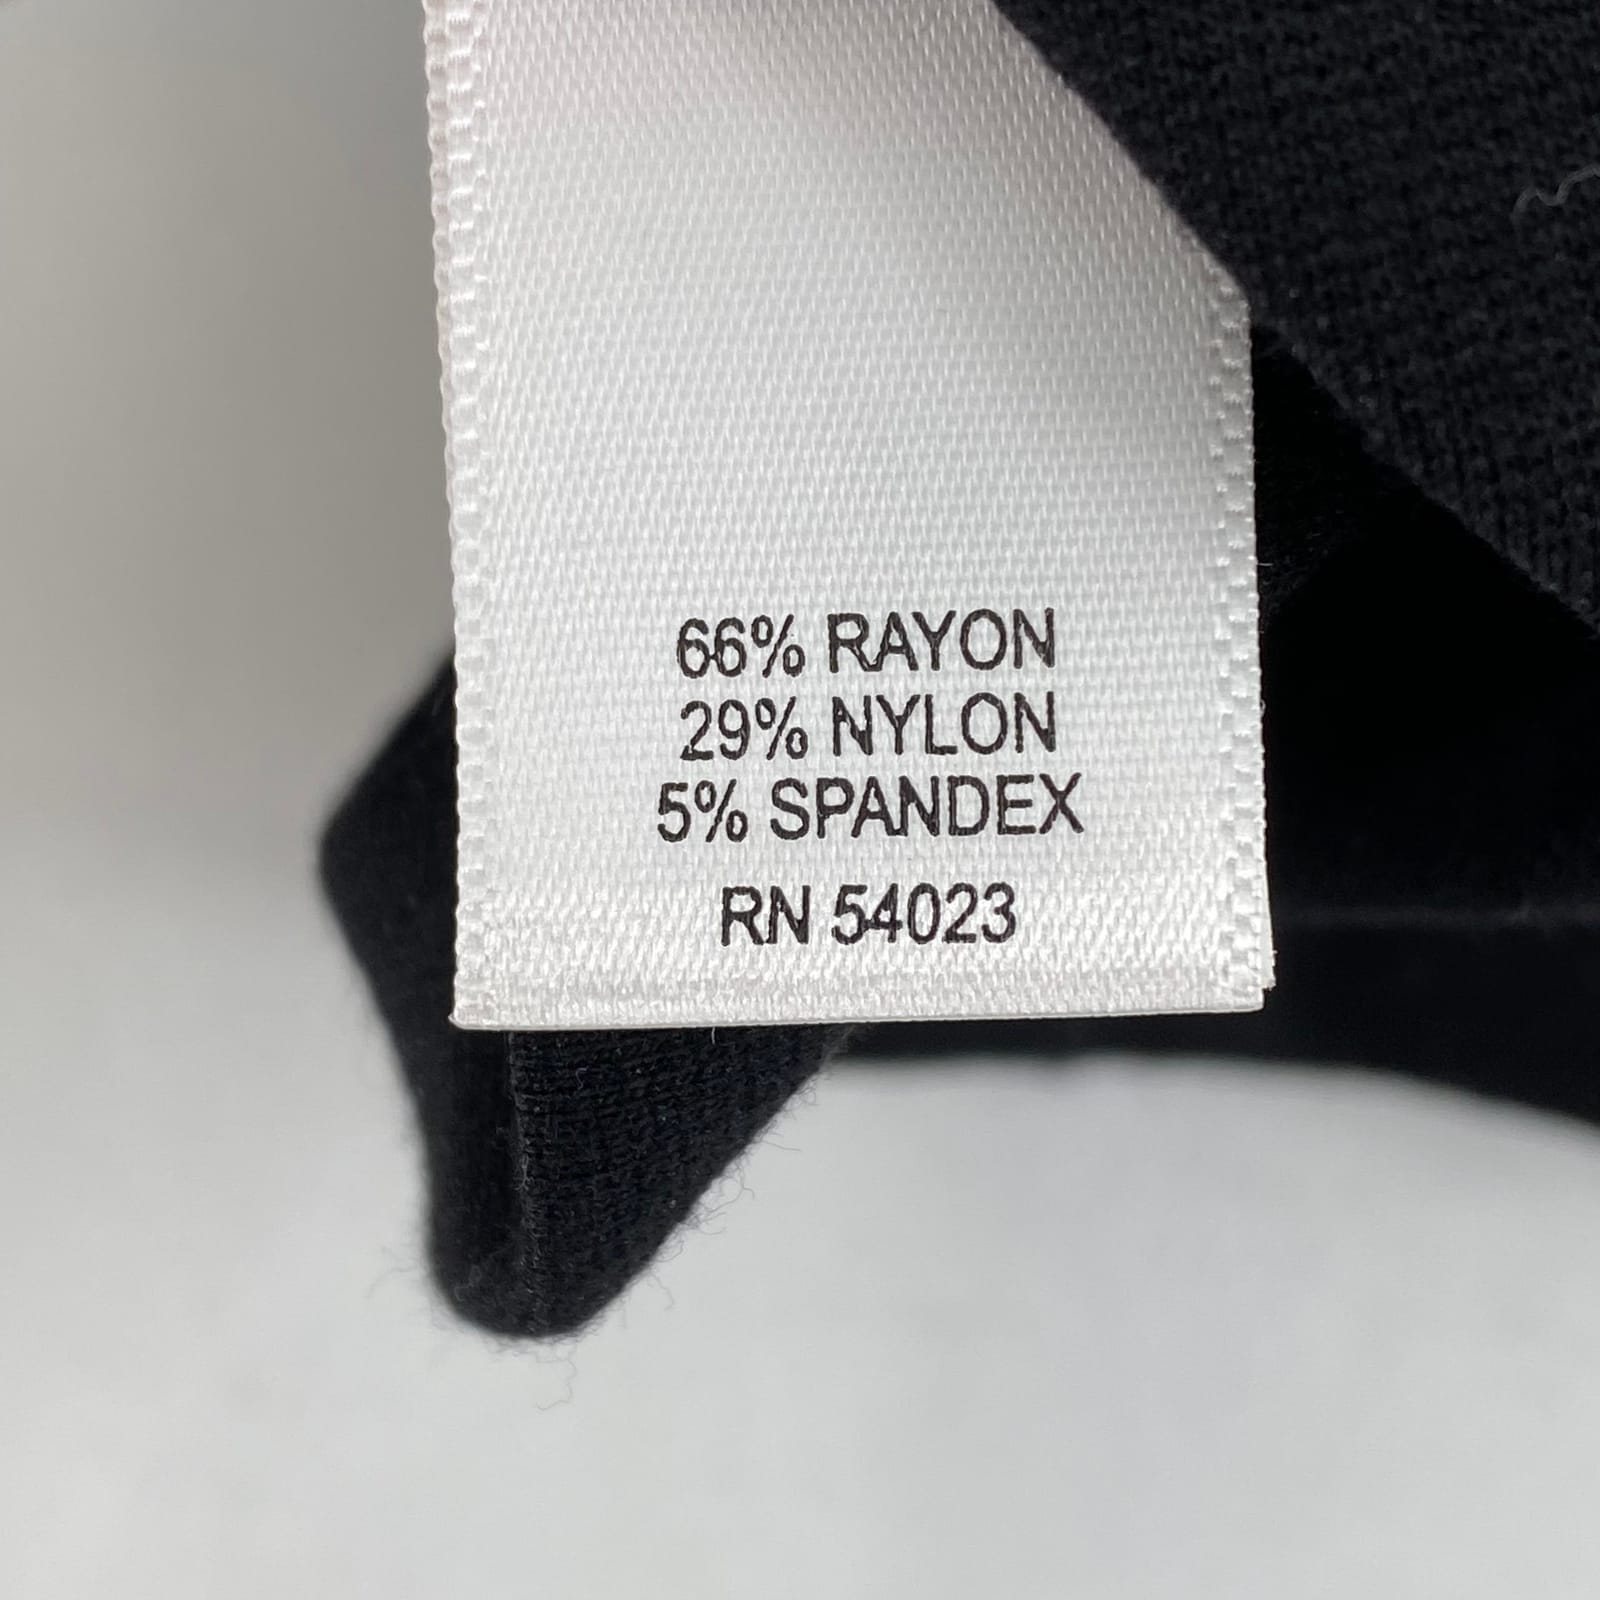 66% RAYON
29% NYLON
5% SPANDEX
RN 54023